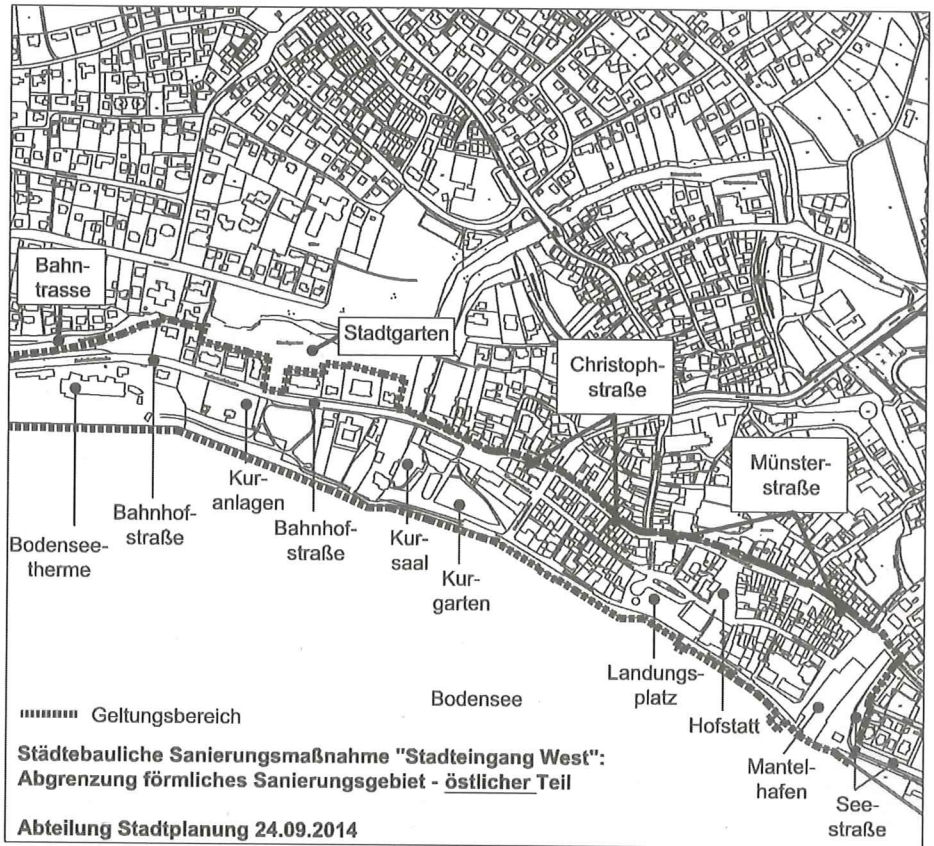 Bahn-
trasse
Stadtgarten
Christoph-
straße
Münster-
straße
Bodensee-
therme
Bahnhof-
straße
Kur-
anlagen
Bahnhof-
straße
Kur-
saal
Kur-
garten
Landungs-
platz
Hofstatt
Mantel-
hafen
See-
straße
Bodensee
Geltungsbereich
Städtebauliche Sanierungsmaßnahme "Stadteingang West":
Abgrenzung förmliches Sanierungsgebiet - östlicher Teil
Abteilung Stadtplanung 24.09.2014